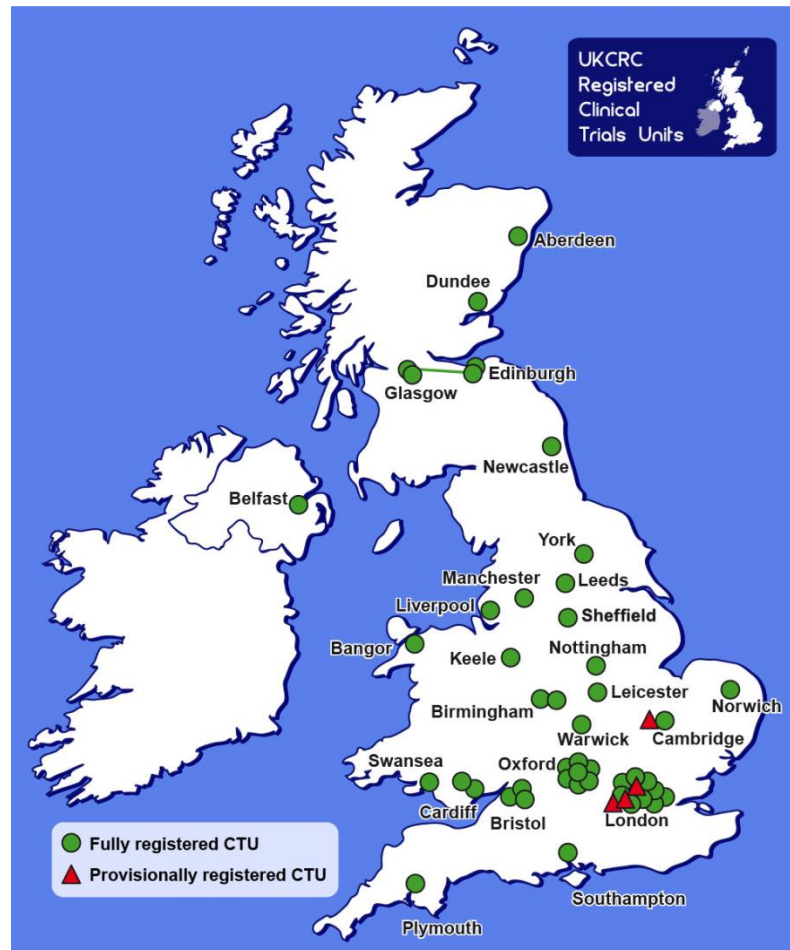 UKCRC
Registered
Clinical
Trials Units
Aberdeen
Dundee
Edinburgh
Glasgow
Newcastle
Belfast
York
Manchester
Leeds
Liverpool
Sheffield
Bangor
Keele
Nottingham
Leicester
Norwich
Birmingham
Warwick
Cambridge
Swansea
Oxford
Cardiff
Bristol
London
Fully registered CTU
Provisionally registered CTU
Southampton
Plymouth